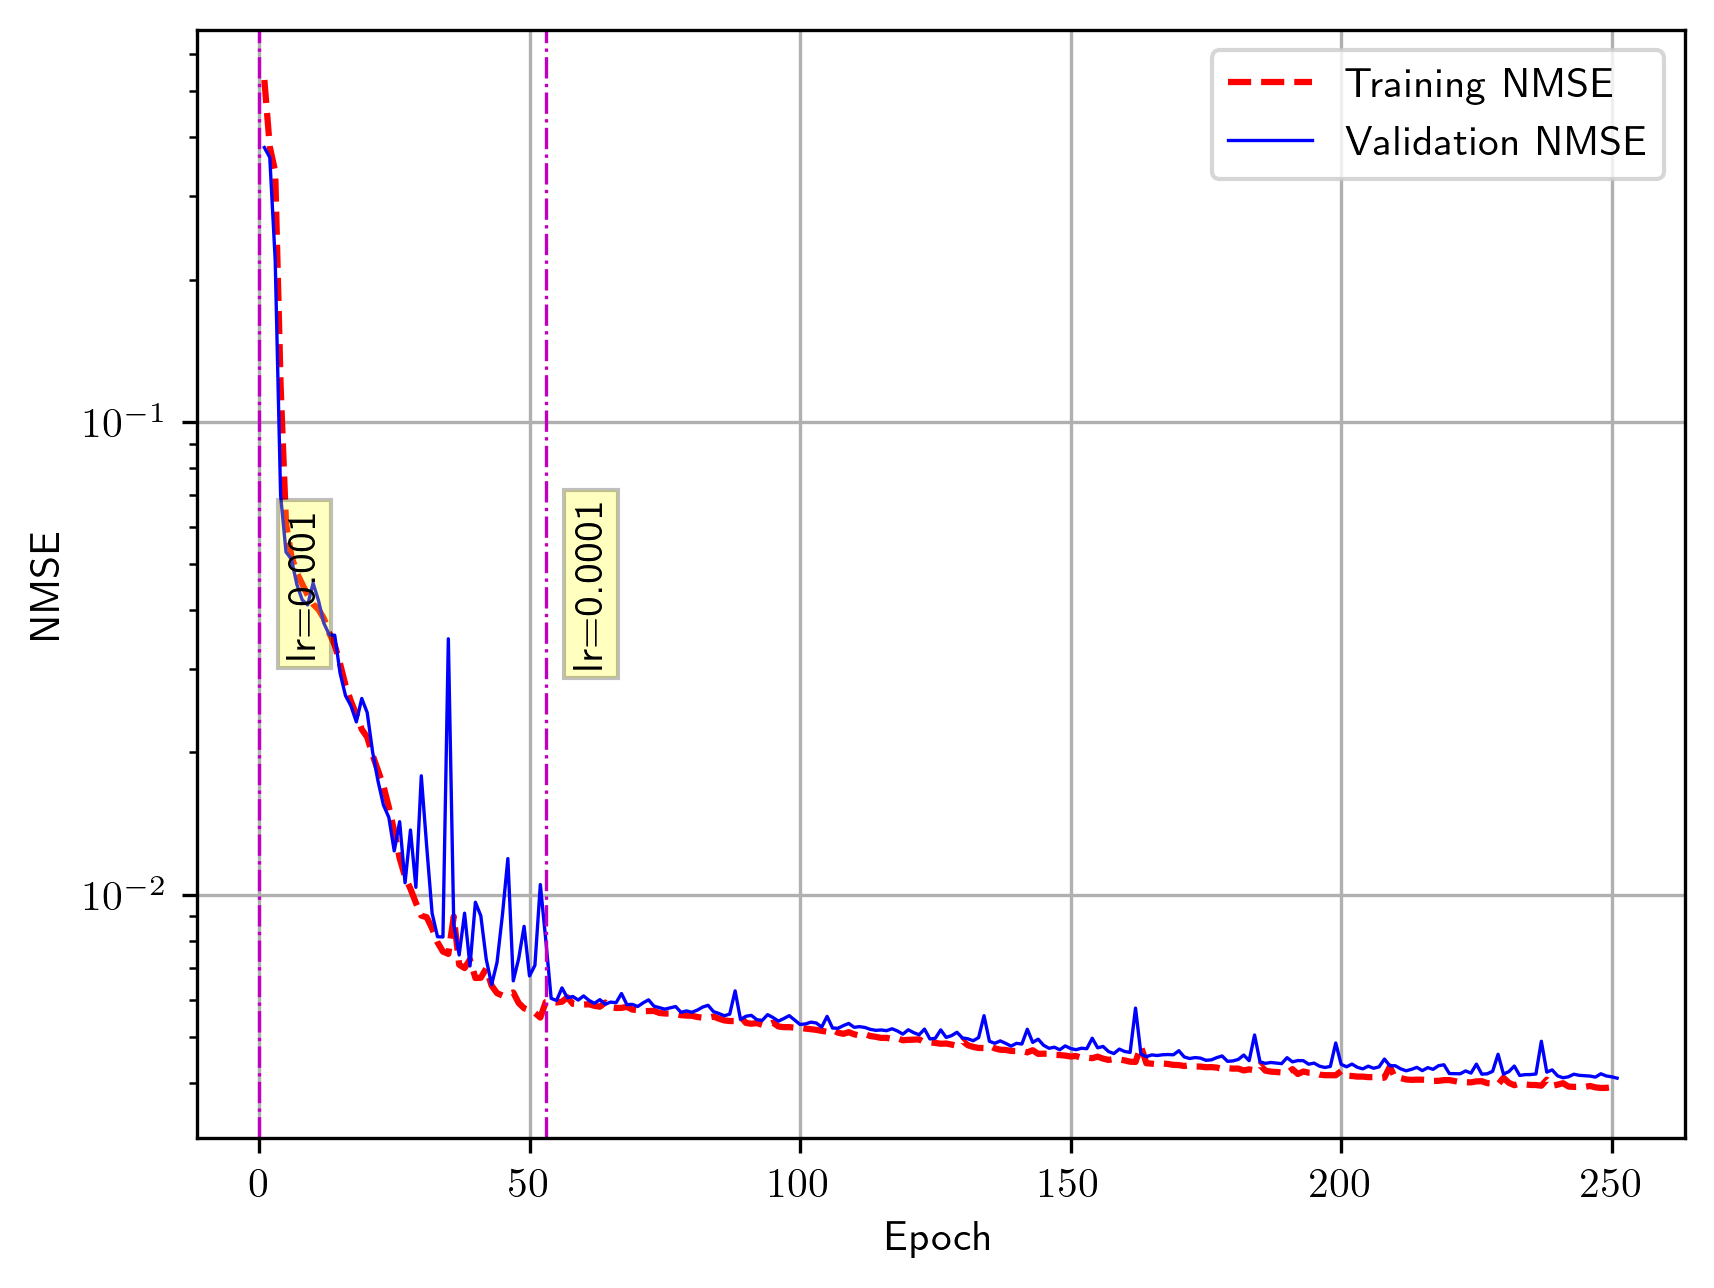 Training NMSE
Validation NMSE
10⁻¹
10⁻²
NMSE
lr=0.001
lr=0.0001
0 50 100 150 200 250
Epoch